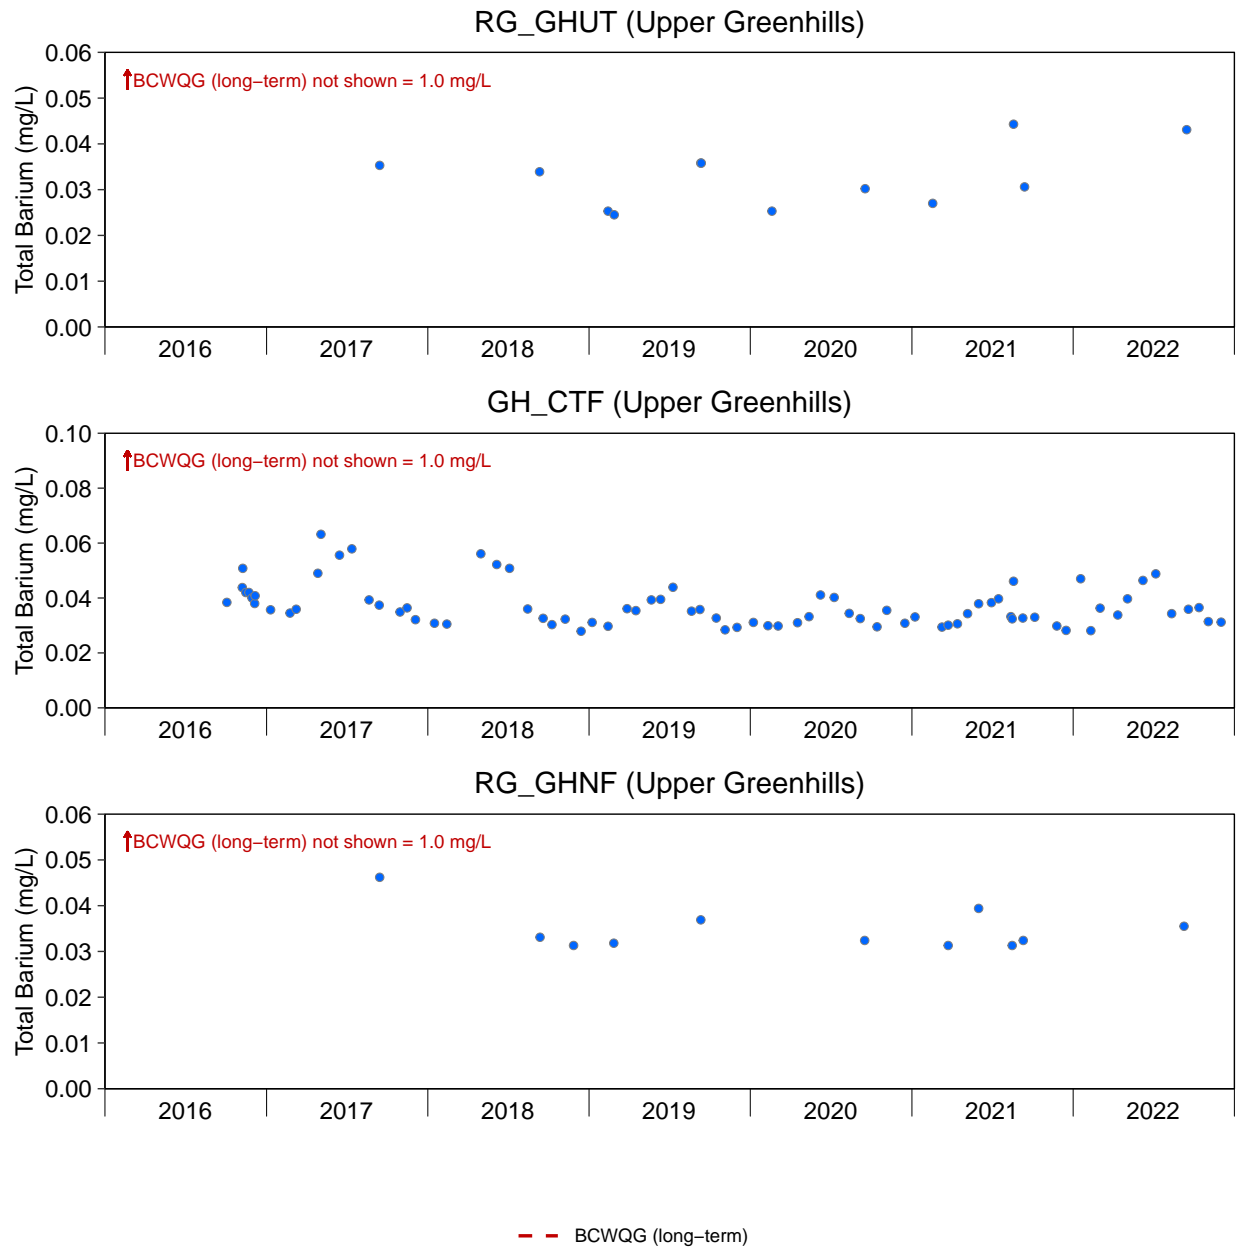 RG_GHUT (Upper Greenhills)
Total Barium (mg/L)
0.06
0.05
0.04
0.03
0.02
0.01
0.00
↑BCWQG (long−term) not shown = 1.0 mg/L
2016 2017 2018 2019 2020 2021 2022
GH_CTF (Upper Greenhills)
Total Barium (mg/L)
0.10
0.08
0.06
0.04
0.02
0.00
↑BCWQG (long−term) not shown = 1.0 mg/L
2016 2017 2018 2019 2020 2021 2022
RG_GHNF (Upper Greenhills)
Total Barium (mg/L)
0.06
0.05
0.04
0.03
0.02
0.01
0.00
↑BCWQG (long−term) not shown = 1.0 mg/L
2016 2017 2018 2019 2020 2021 2022
BCWQG (long−term)